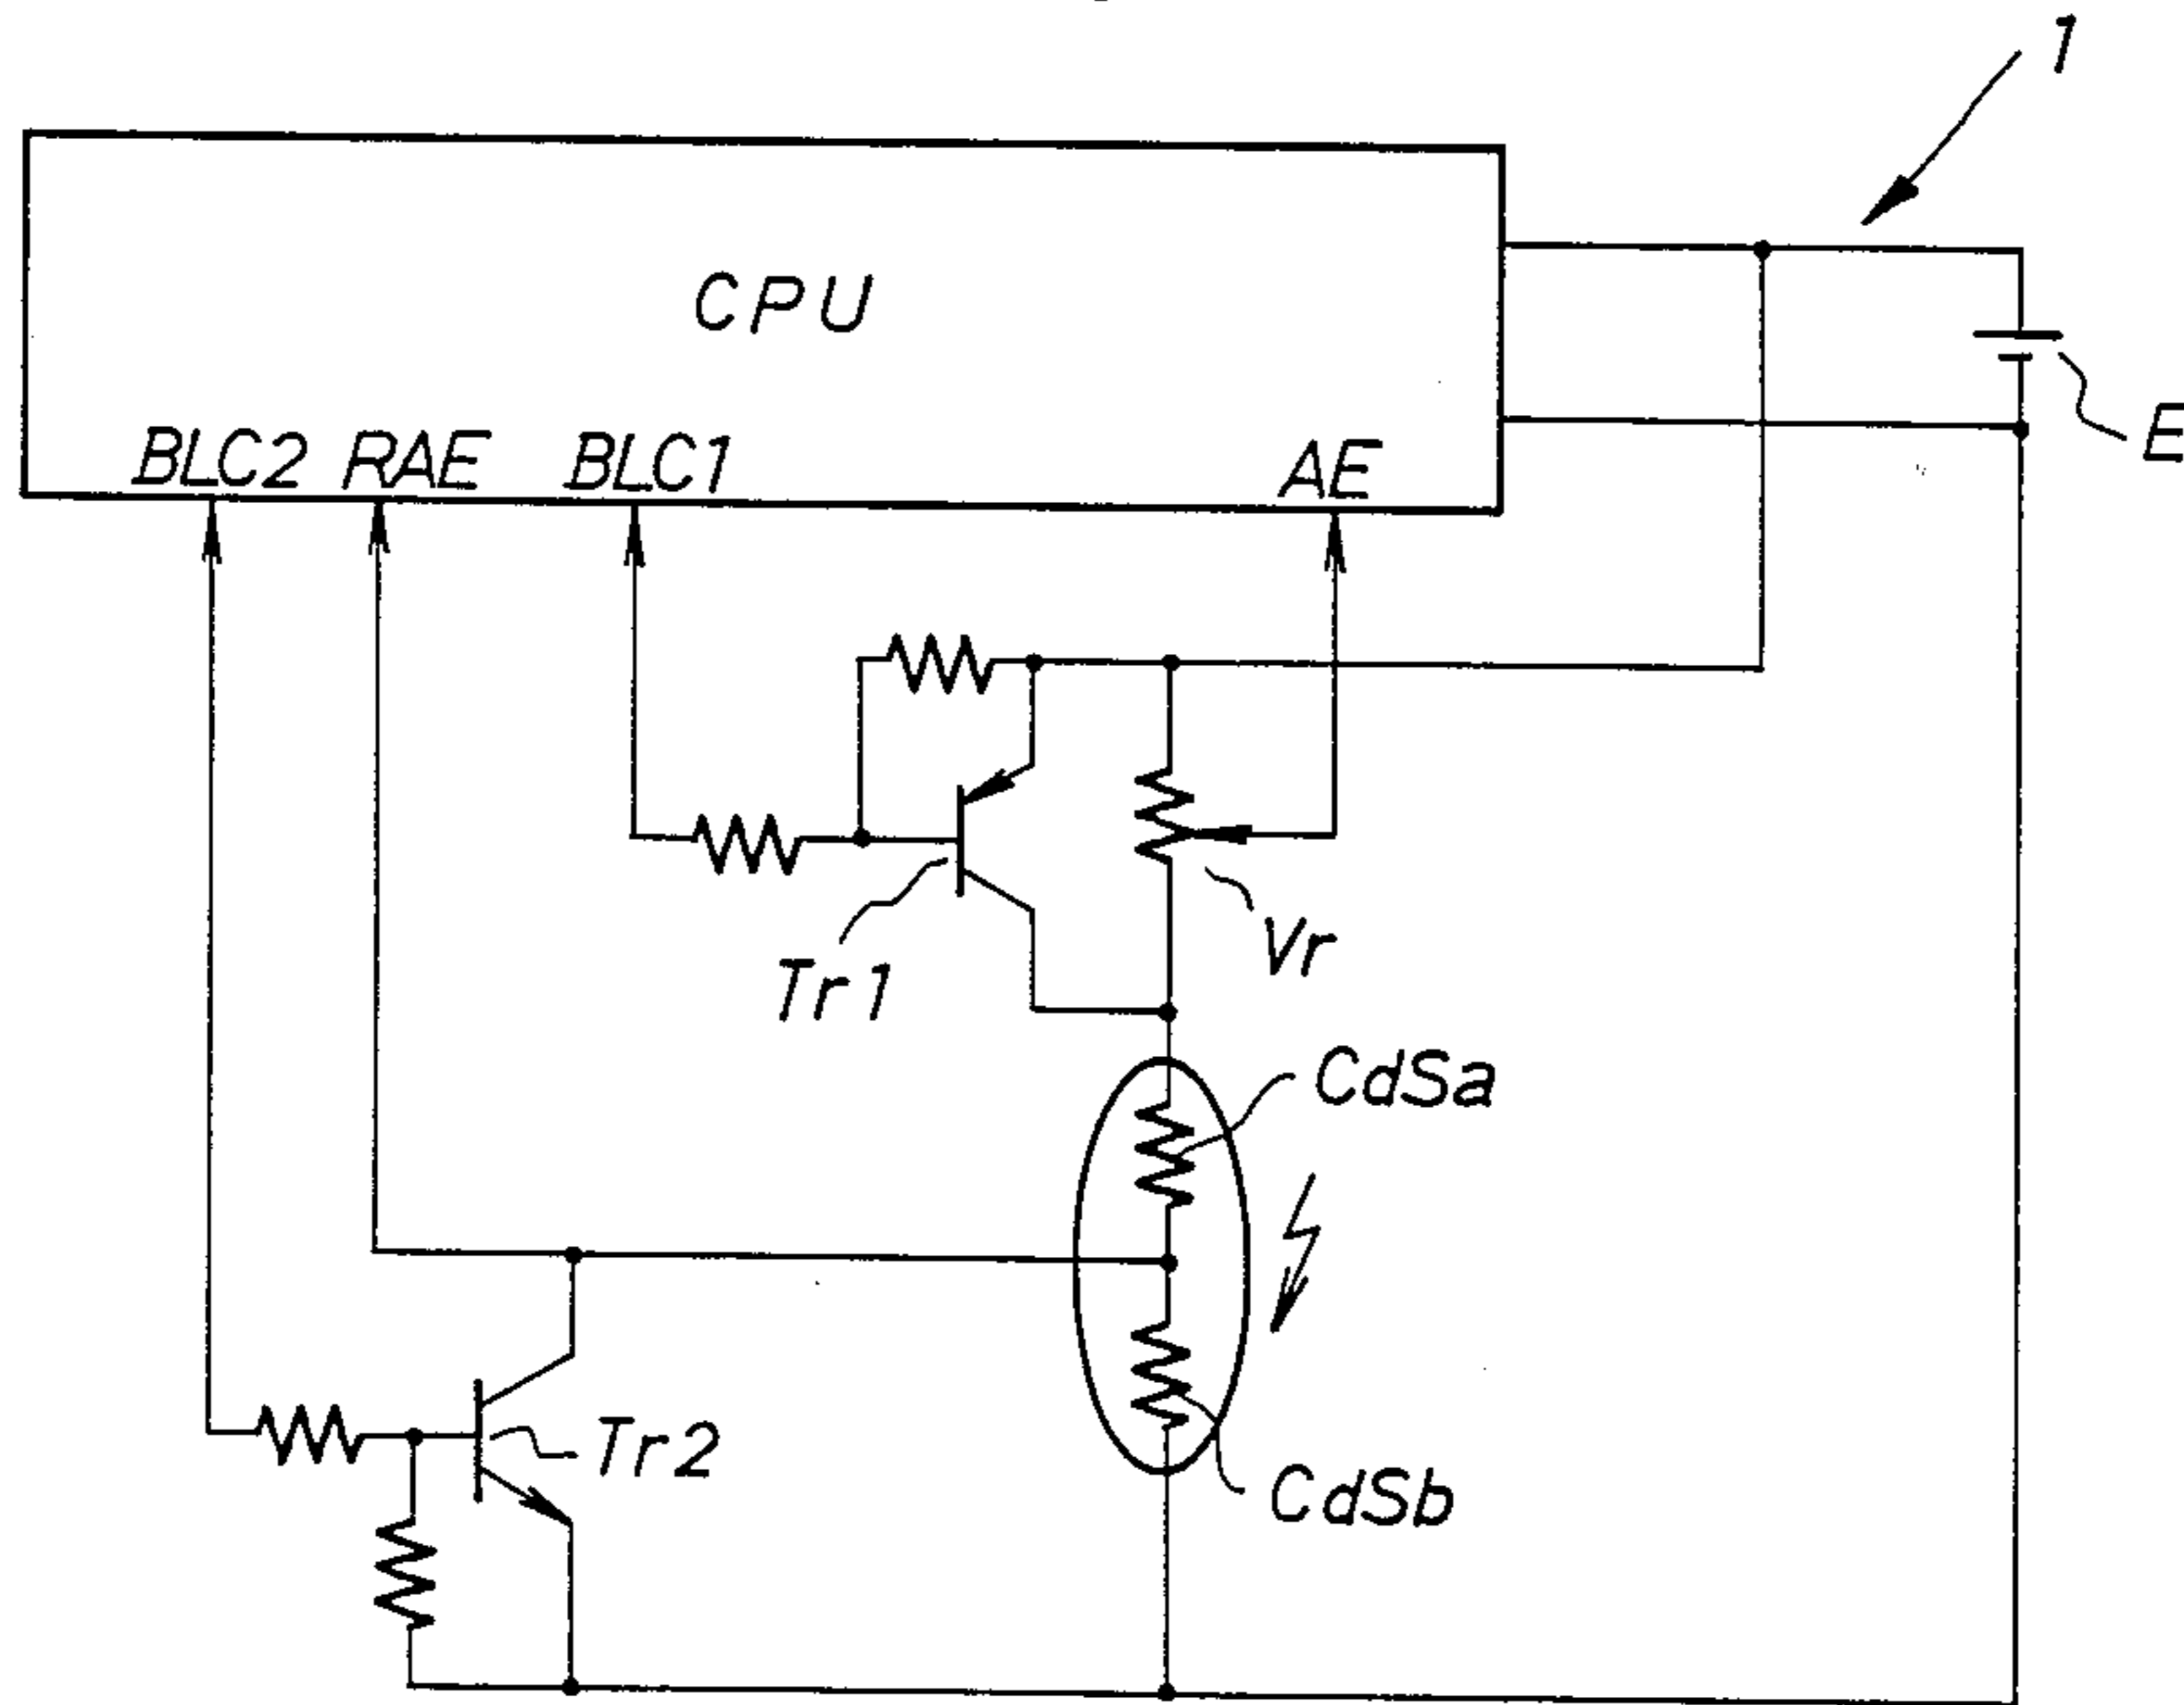 1
CPU
E
BLC2 RAE BLC1 AE
Vr
Tr1
CdSa
Tr2
CdSb